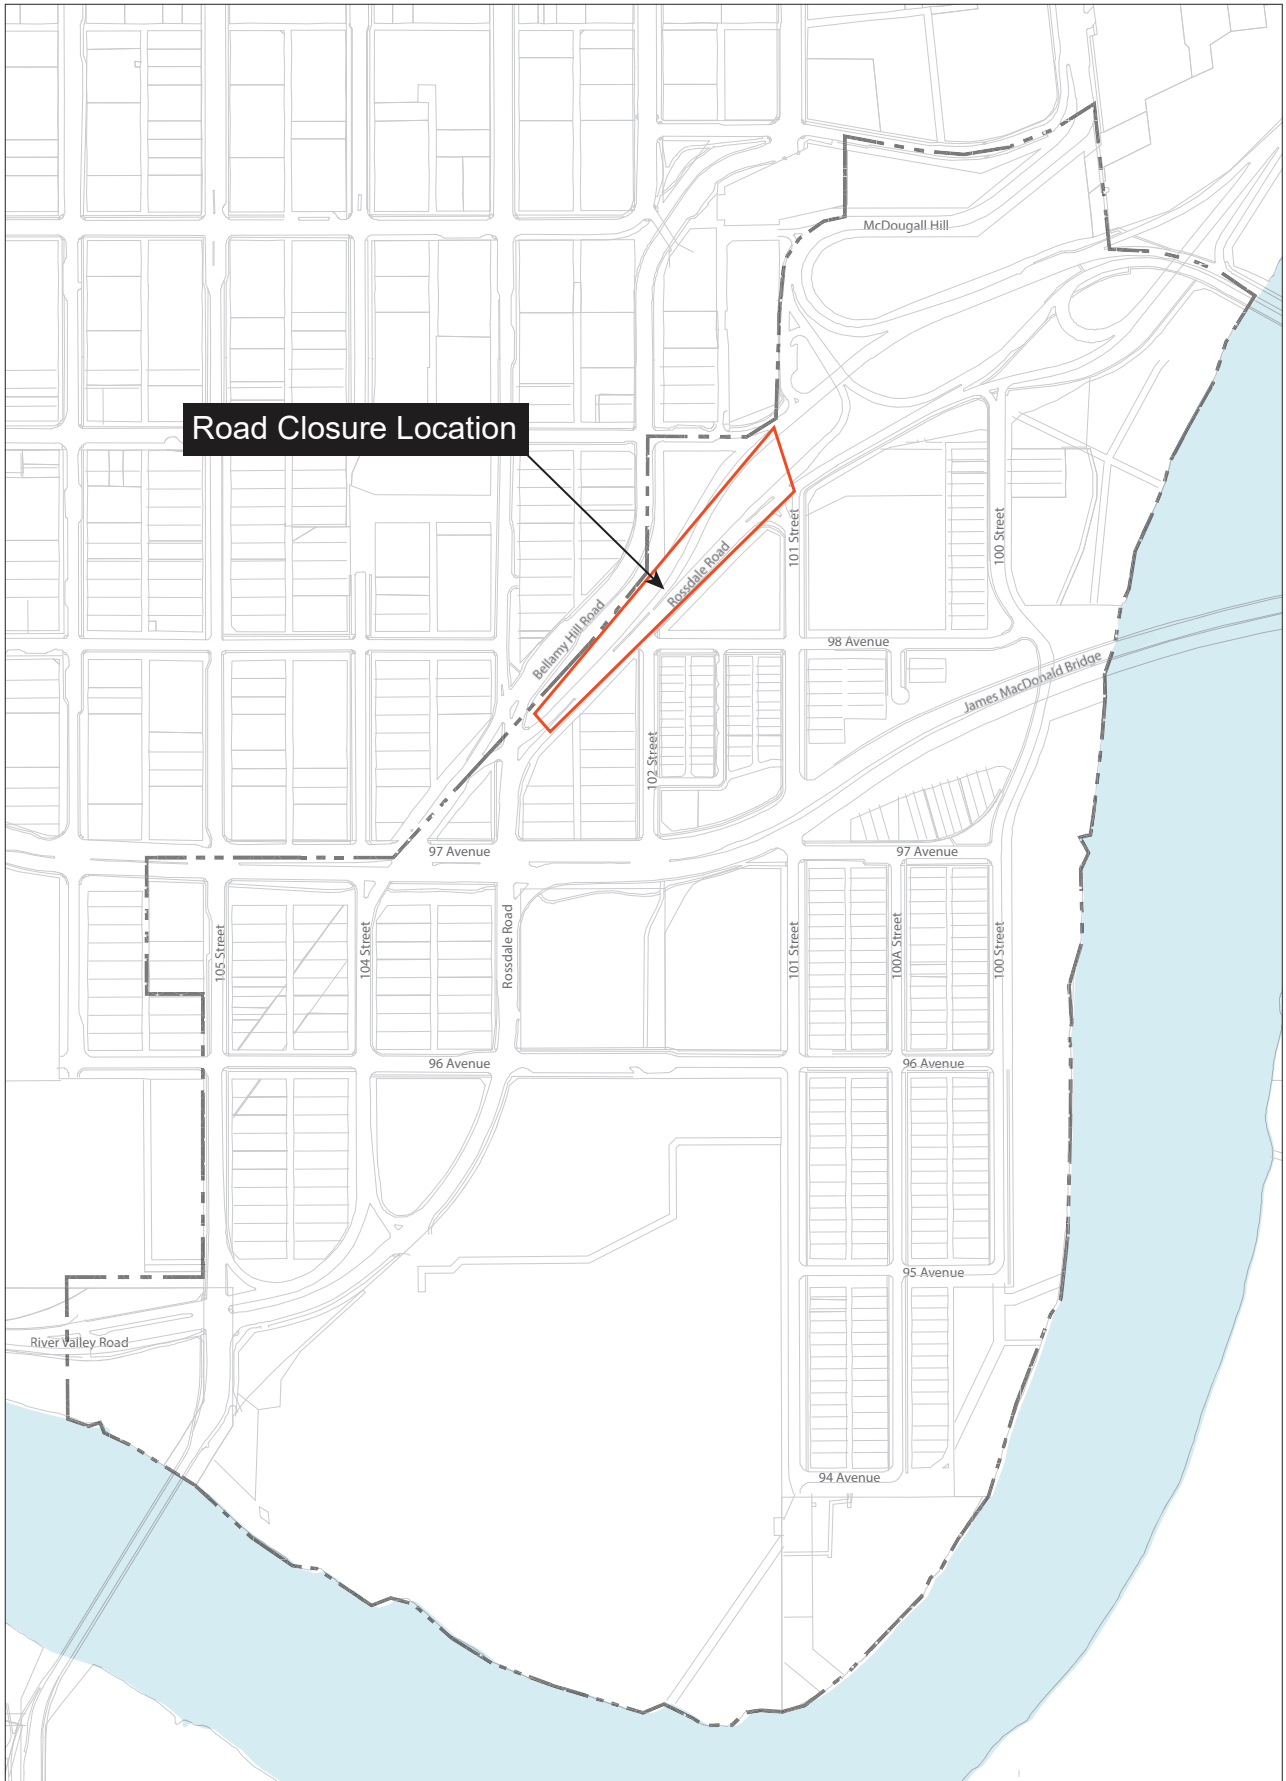 McDougall Hill
Road Closure Location
101 Street
100 Street
Rossdale Road
Bellamy Hill Road
98 Avenue
James MacDonald Bridge
102 Street
97 Avenue
97 Avenue
105 Street
104 Street
Rossdale Road
101 Street
100A Street
100 Street
96 Avenue
96 Avenue
95 Avenue
River Valley Road
94 Avenue